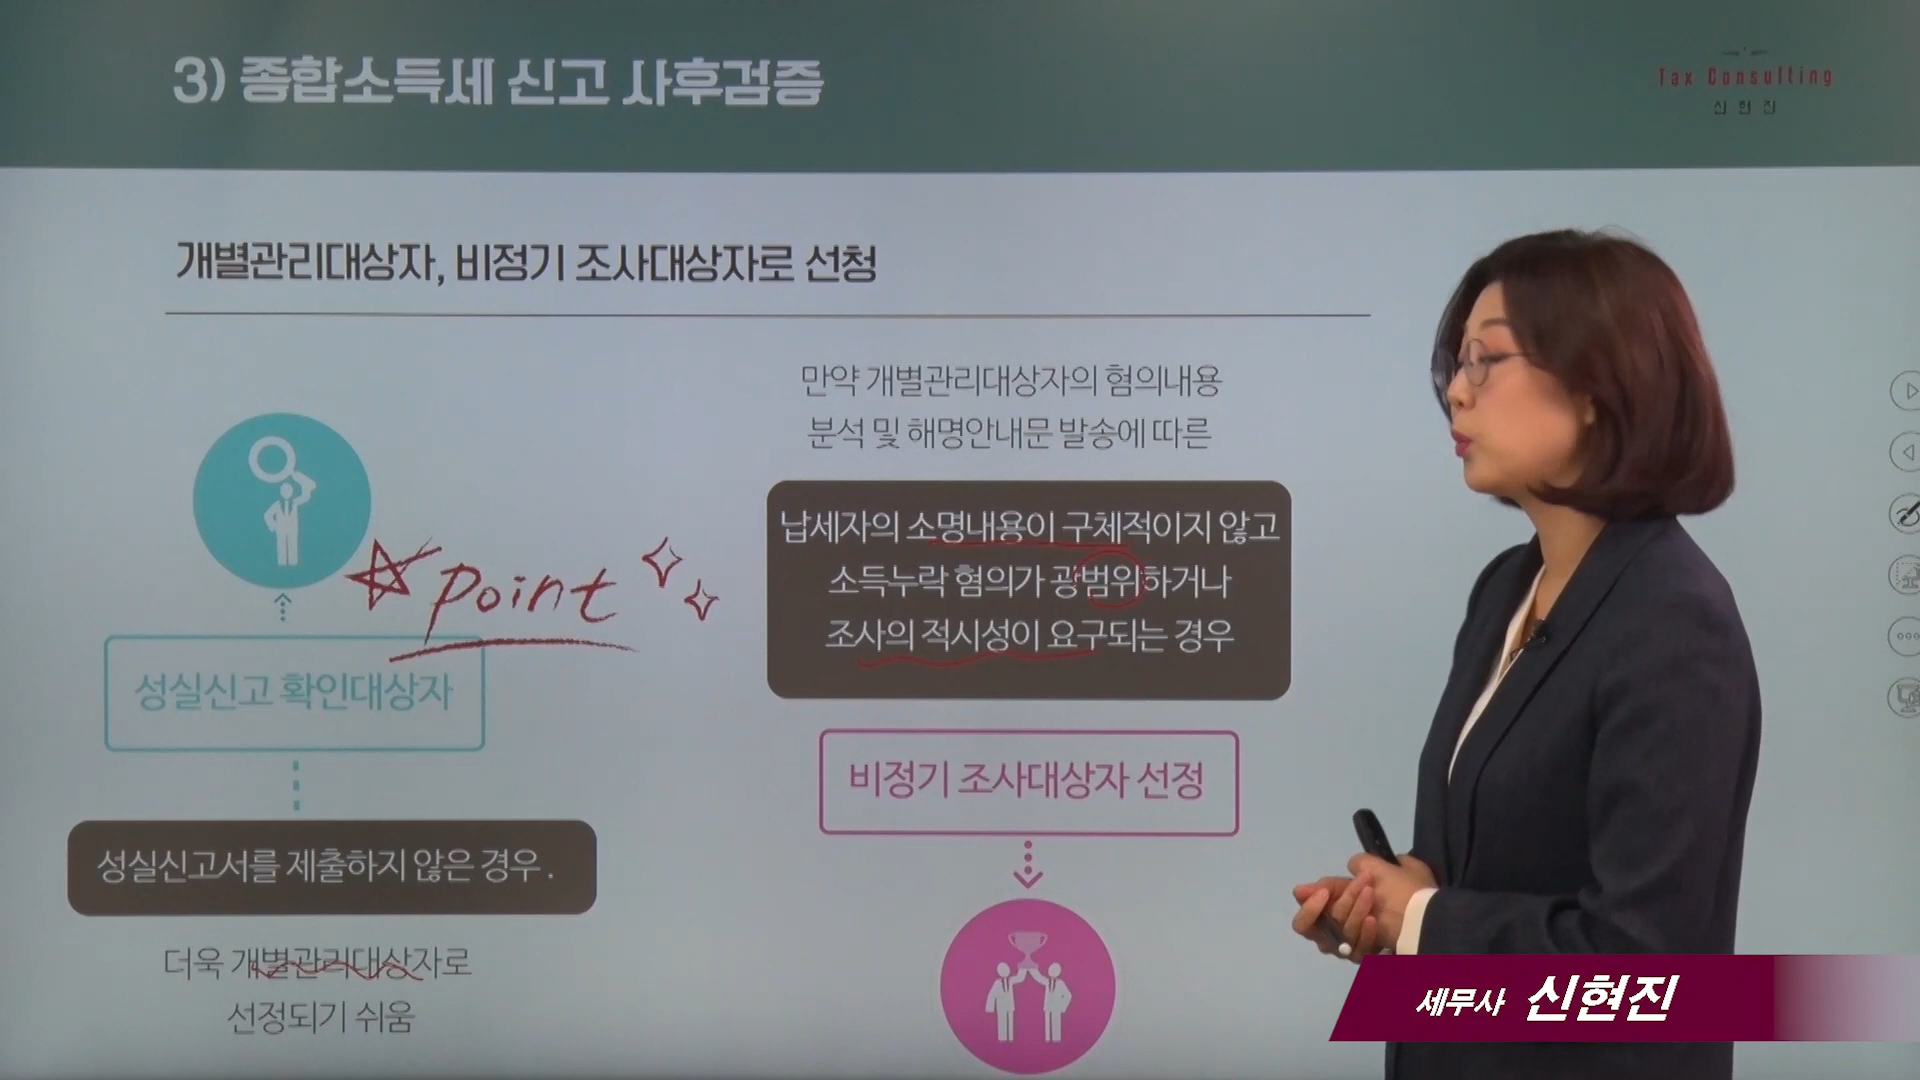 3) 종합소득세 신고 사후검증
Tax Consulting
신현진
개별관리대상자, 비정기 조사대상자로 선청
만약 개별관리대상자의 혐의내용
분석 및 해명안내문 발송에 따른
납세자의 소명내용이 구체적이지 않고
소득누락 혐의가 광범위하거나
조사의 적시성이 요구되는 경우
point
성실신고 확인대상자
비정기 조사대상자 선정
성실신고서를 제출하지 않은 경우.
더욱 개별관리대상자로
선정되기 쉬움
세무사 신현진